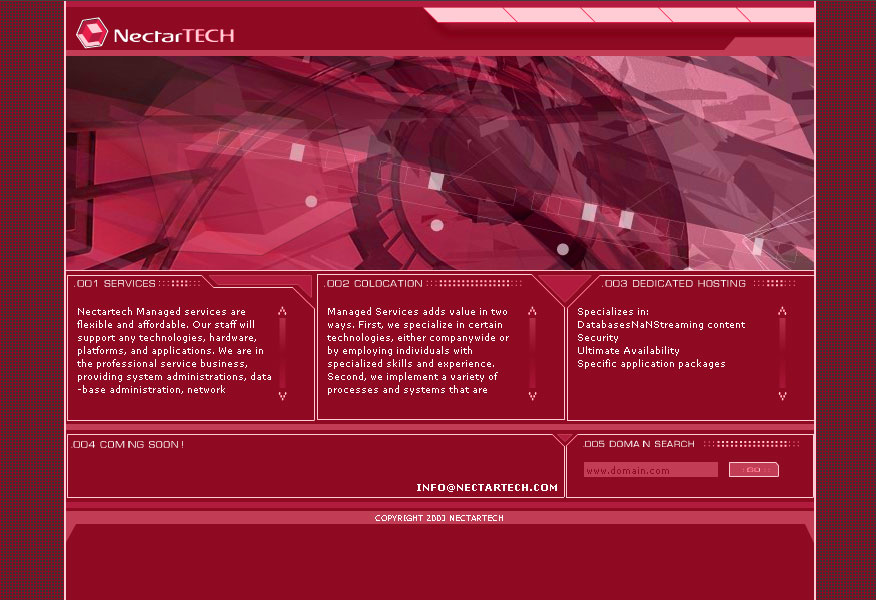 NectarTECH
.001 SERVICES
Nectartech Managed services are
flexible and affordable. Our staff will
support any technologies, hardware,
platforms, and applications. We are in
the professional service business,
providing system administrations, data
-base administration, network
.002 COLOCATION
Managed Services adds value in two
ways. First, we specialize in certain
technologies, either companywide or
by employing individuals with
specialized skills and experience.
Second, we implement a variety of
processes and systems that are
.003 DEDICATED HOSTING
Specializes in:
DatabasesNaNStreaming content
Security
Ultimate Availability
Specific application packages
.004 COMING SOON!
INFO@NECTARTECH.COM
.005 DOMAIN SEARCH
www.domain.com
GO
COPYRIGHT 2003 NECTARTECH